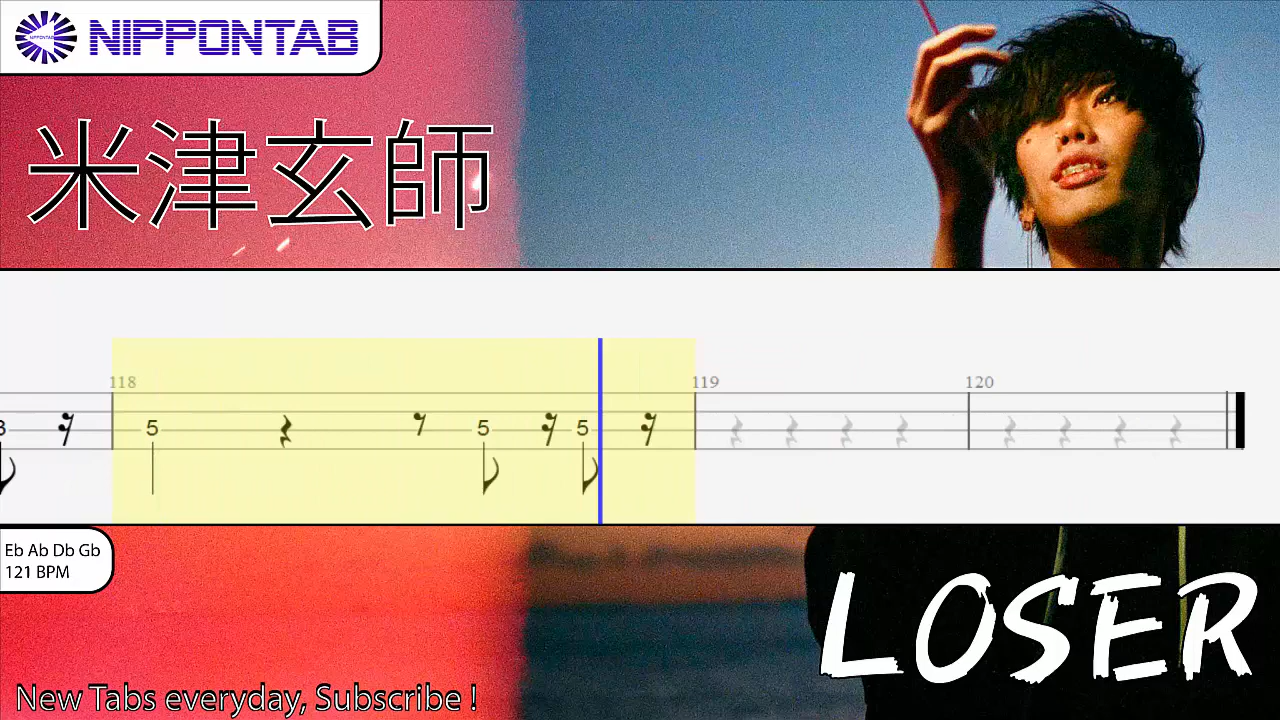 NIPPONTAB
米津玄師
118
119
120
3
5
5
5
Eb Ab Db Gb
121 BPM
LOSER
New Tabs everyday, Subscribe !